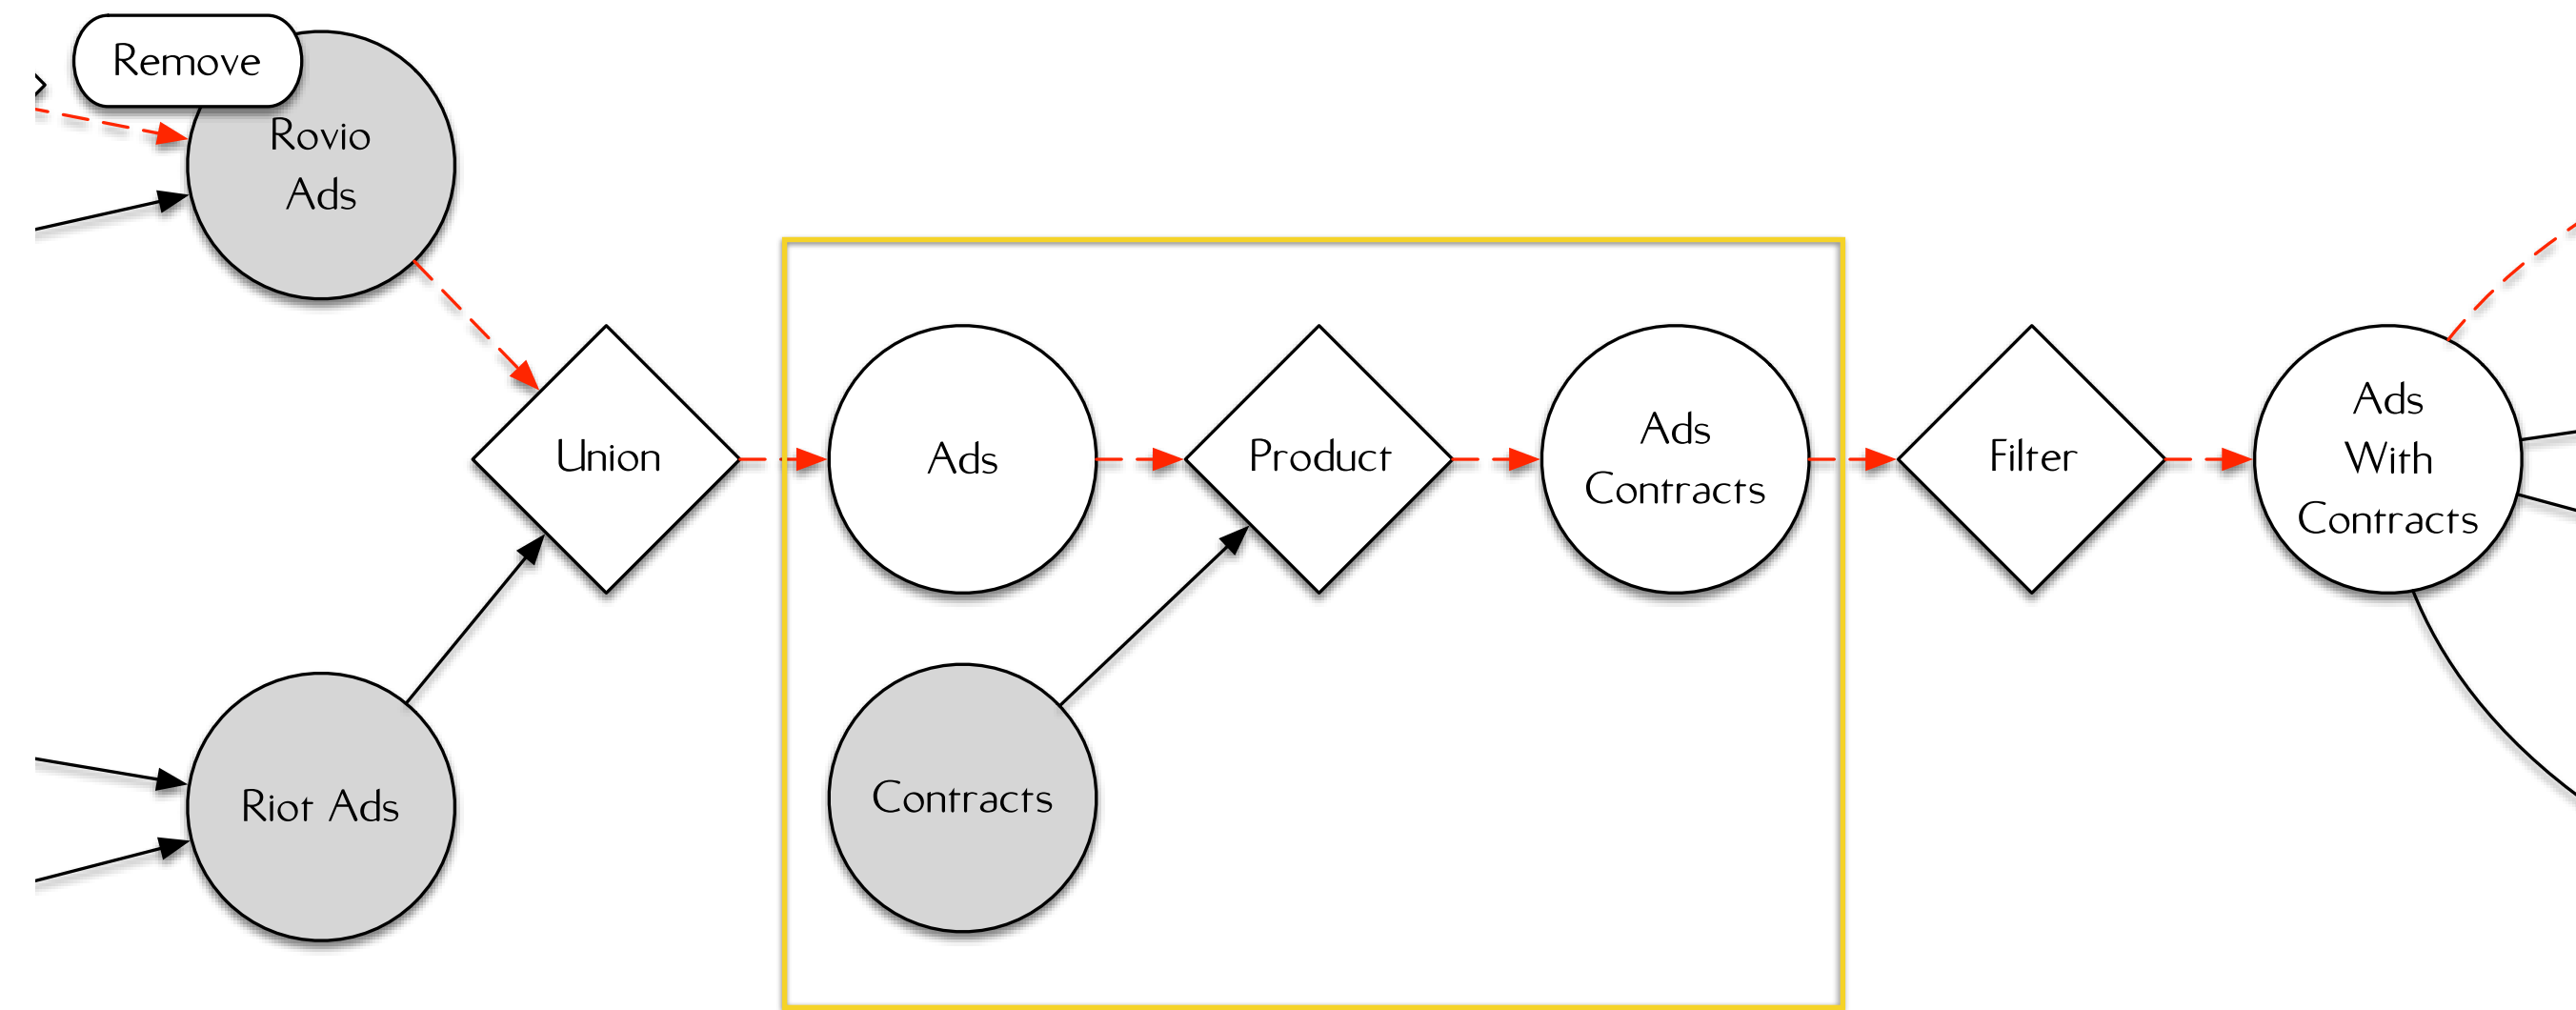 Remove
Rovio
Ads
Union
Ads
Product
Ads
Contracts
Filter
Ads
With
Contracts
Contracts
Riot Ads